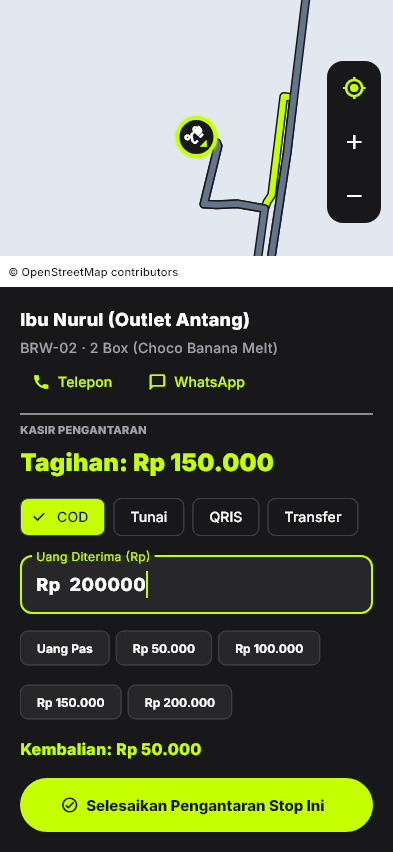 © OpenStreetMap contributors
Ibu Nurul (Outlet Antang)
BRW-02 · 2 Box (Choco Banana Melt)
Telepon WhatsApp
KASIR PENGANTARAN
Tagihan: Rp 150.000
COD Tunai QRIS Transfer
Uang Diterima (Rp)
Rp 200000
Uang Pas Rp 50.000 Rp 100.000
Rp 150.000 Rp 200.000
Kembalian: Rp 50.000
Selesaikan Pengantaran Stop Ini